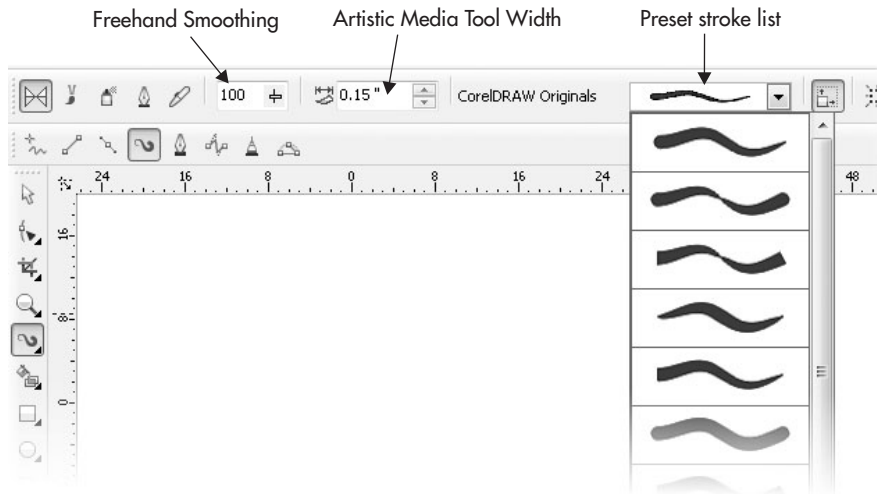 Freehand Smoothing Artistic Media Tool Width Preset stroke list
100 0.15 " CorelDRAW Originals
24 16 8 0 8 16 24 48
16
8
0